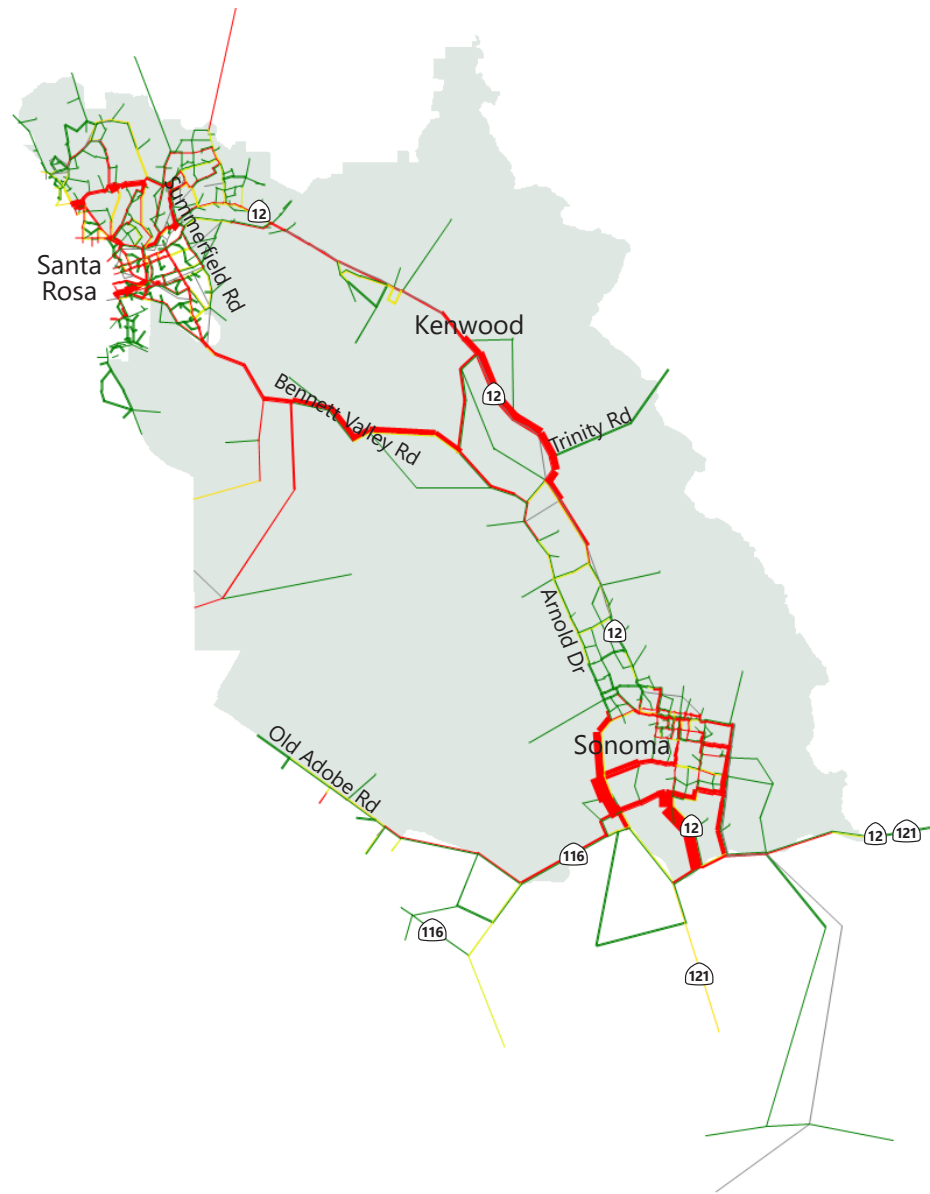 Summerfield Rd
12
Santa
Rosa
Kenwood
12
Bennett Valley Rd
Trinity Rd
Arnold Dr
12
Sonoma
Old Adobe Rd
12
12
121
116
116
121